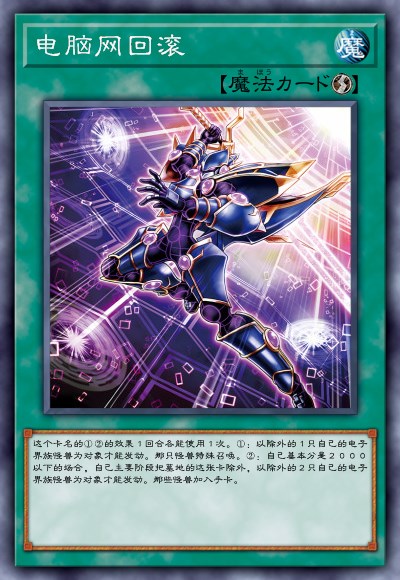 电脑网回滚
魔
【魔法カード】
まほう
这个卡名的①②的效果1回合各能使用1次。①：以除外的1只自己的电子
界族怪兽为对象才能发动。那只怪兽特殊召唤。②：自己基本分是2000
以下的场合，自己主要阶段把墓地的这张卡除外，以除外的2只自己的电子
界族怪兽为对象才能发动。那些怪兽加入手卡。